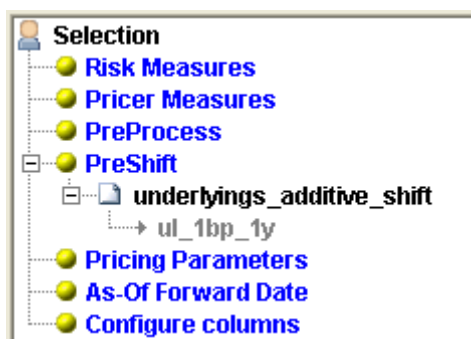 Selection
Risk Measures
Pricer Measures
PreProcess
PreShift
underlyings_additive_shift
ul_1bp_1y
Pricing Parameters
As-Of Forward Date
Configure columns